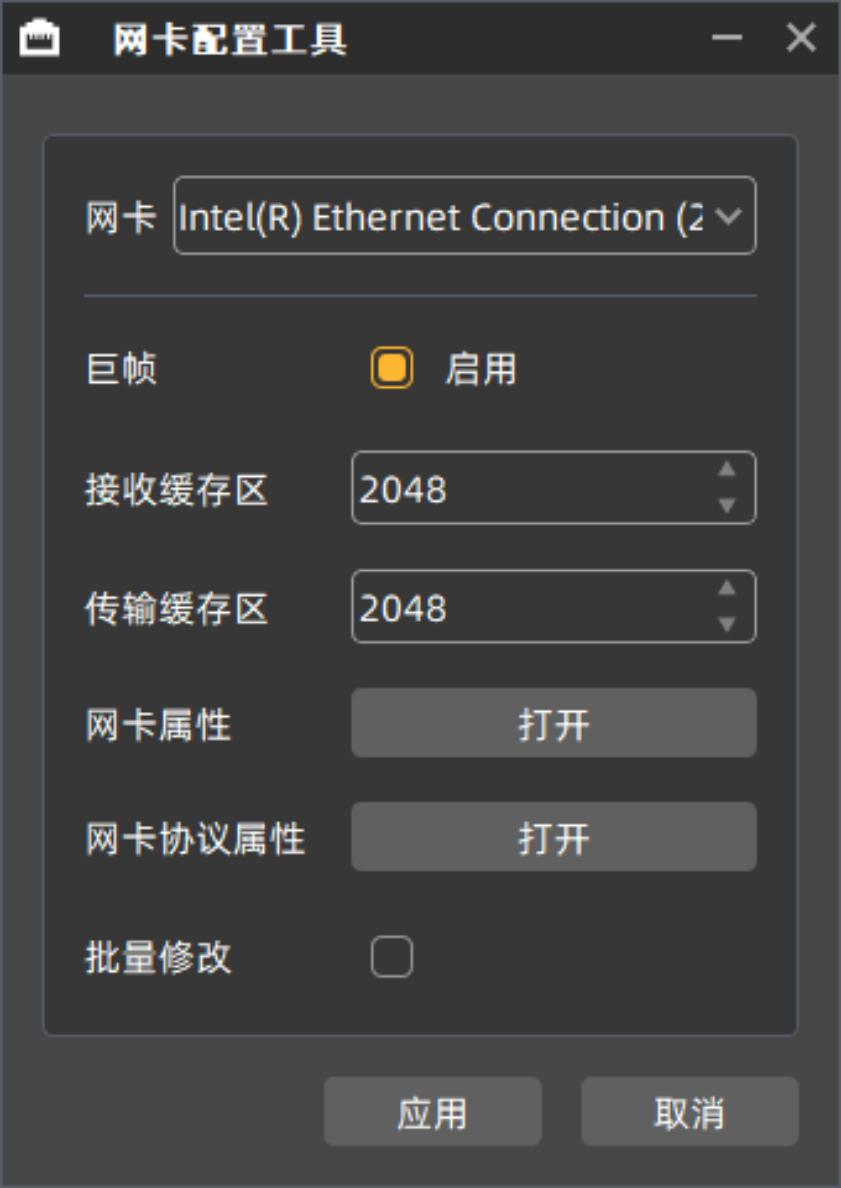 网卡配置工具
网卡 Intel(R) Ethernet Connection (2
巨帧 启用
接收缓存区 2048
传输缓存区 2048
网卡属性 打开
网卡协议属性 打开
批量修改
应用 取消